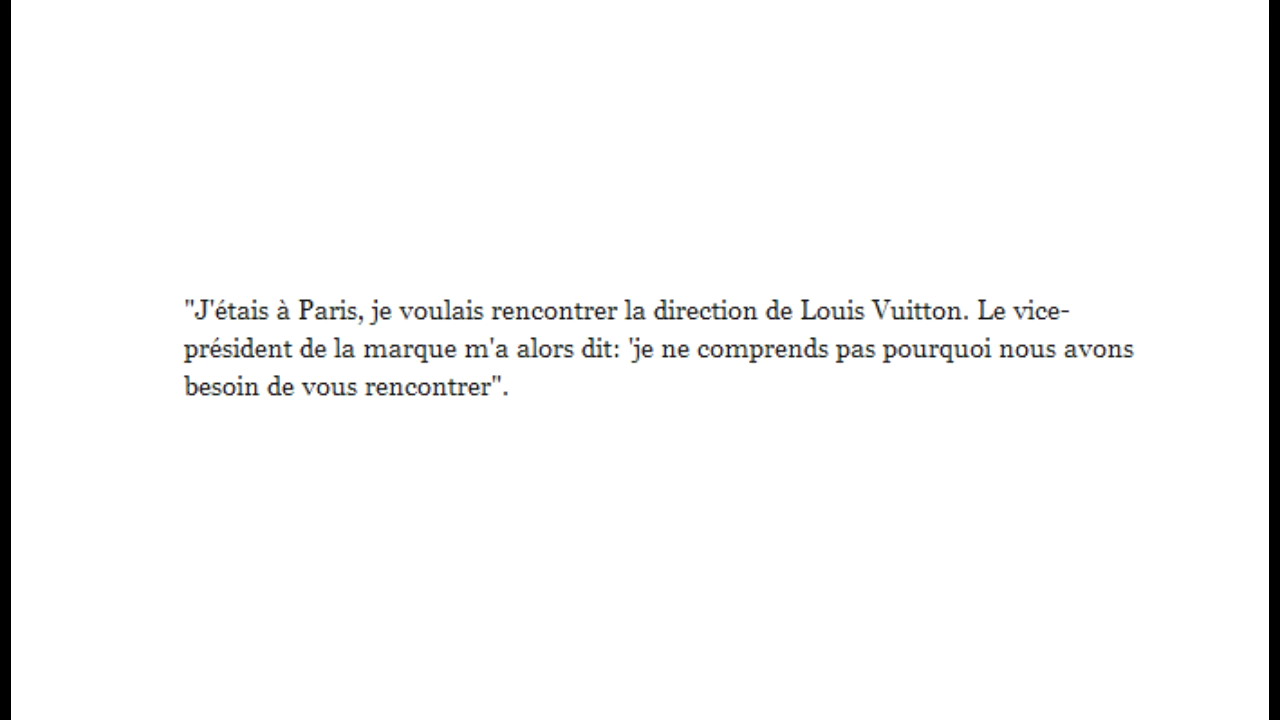 "J'étais à Paris, je voulais rencontrer la direction de Louis Vuitton. Le vice-
président de la marque m'a alors dit: 'je ne comprends pas pourquoi nous avons
besoin de vous rencontrer".